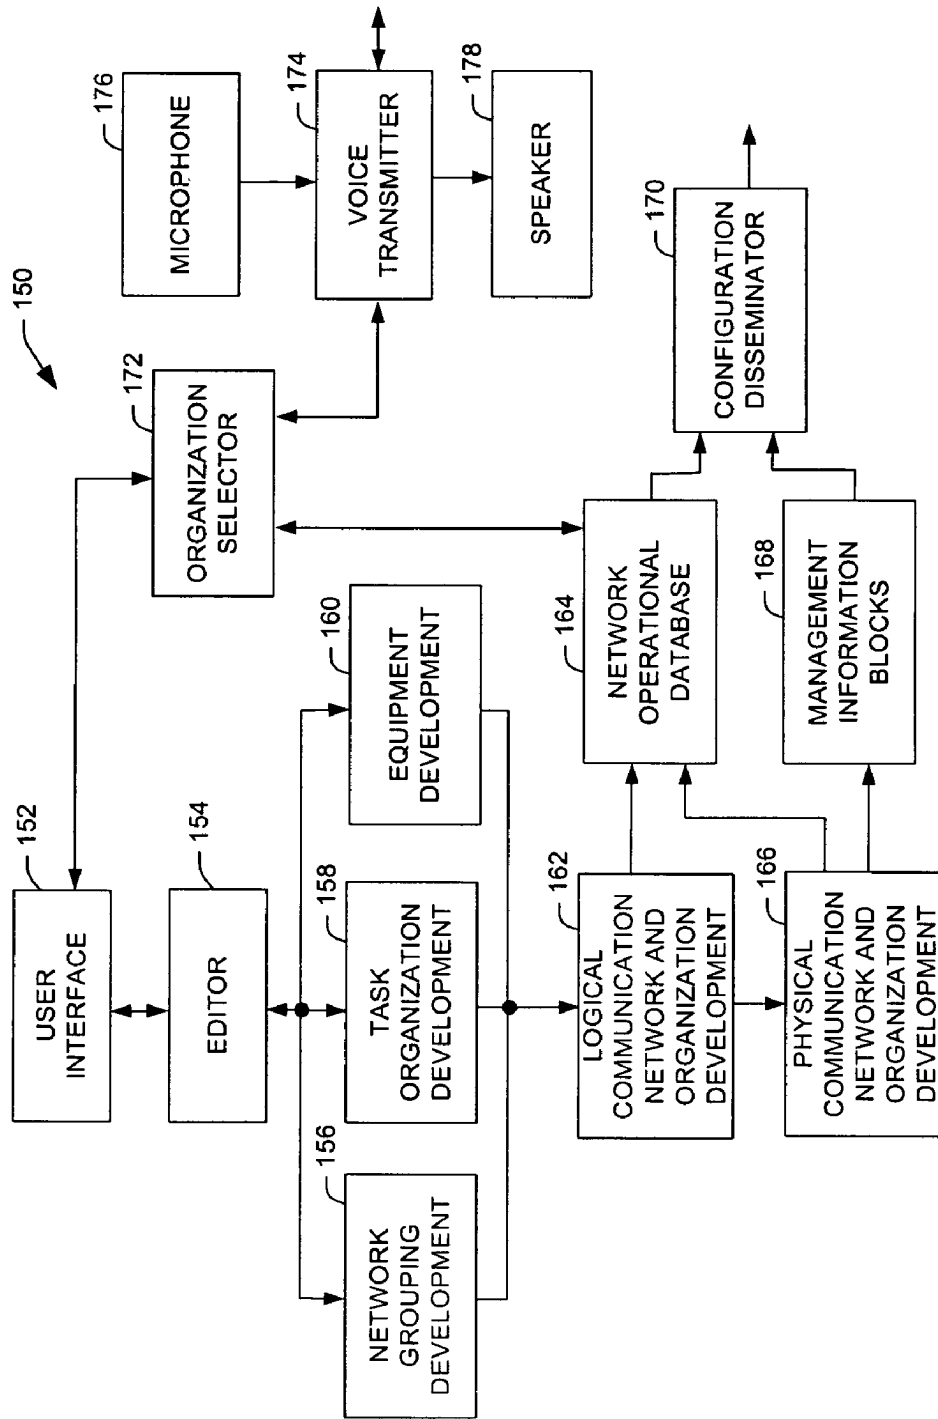 150
152
USER
INTERFACE
154
EDITOR
156
NETWORK
GROUPING
DEVELOPMENT
158
TASK
ORGANIZATION
DEVELOPMENT
160
EQUIPMENT
DEVELOPMENT
162
LOGICAL
COMMUNICATION
NETWORK AND
ORGANIZATION
DEVELOPMENT
164
NETWORK
OPERATIONAL
DATABASE
166
PHYSICAL
COMMUNICATION
NETWORK AND
ORGANIZATION
DEVELOPMENT
168
MANAGEMENT
INFORMATION
BLOCKS
170
CONFIGURATION
DISSEMINATOR
172
ORGANIZATION
SELECTOR
174
VOICE
TRANSMITTER
176
MICROPHONE
178
SPEAKER